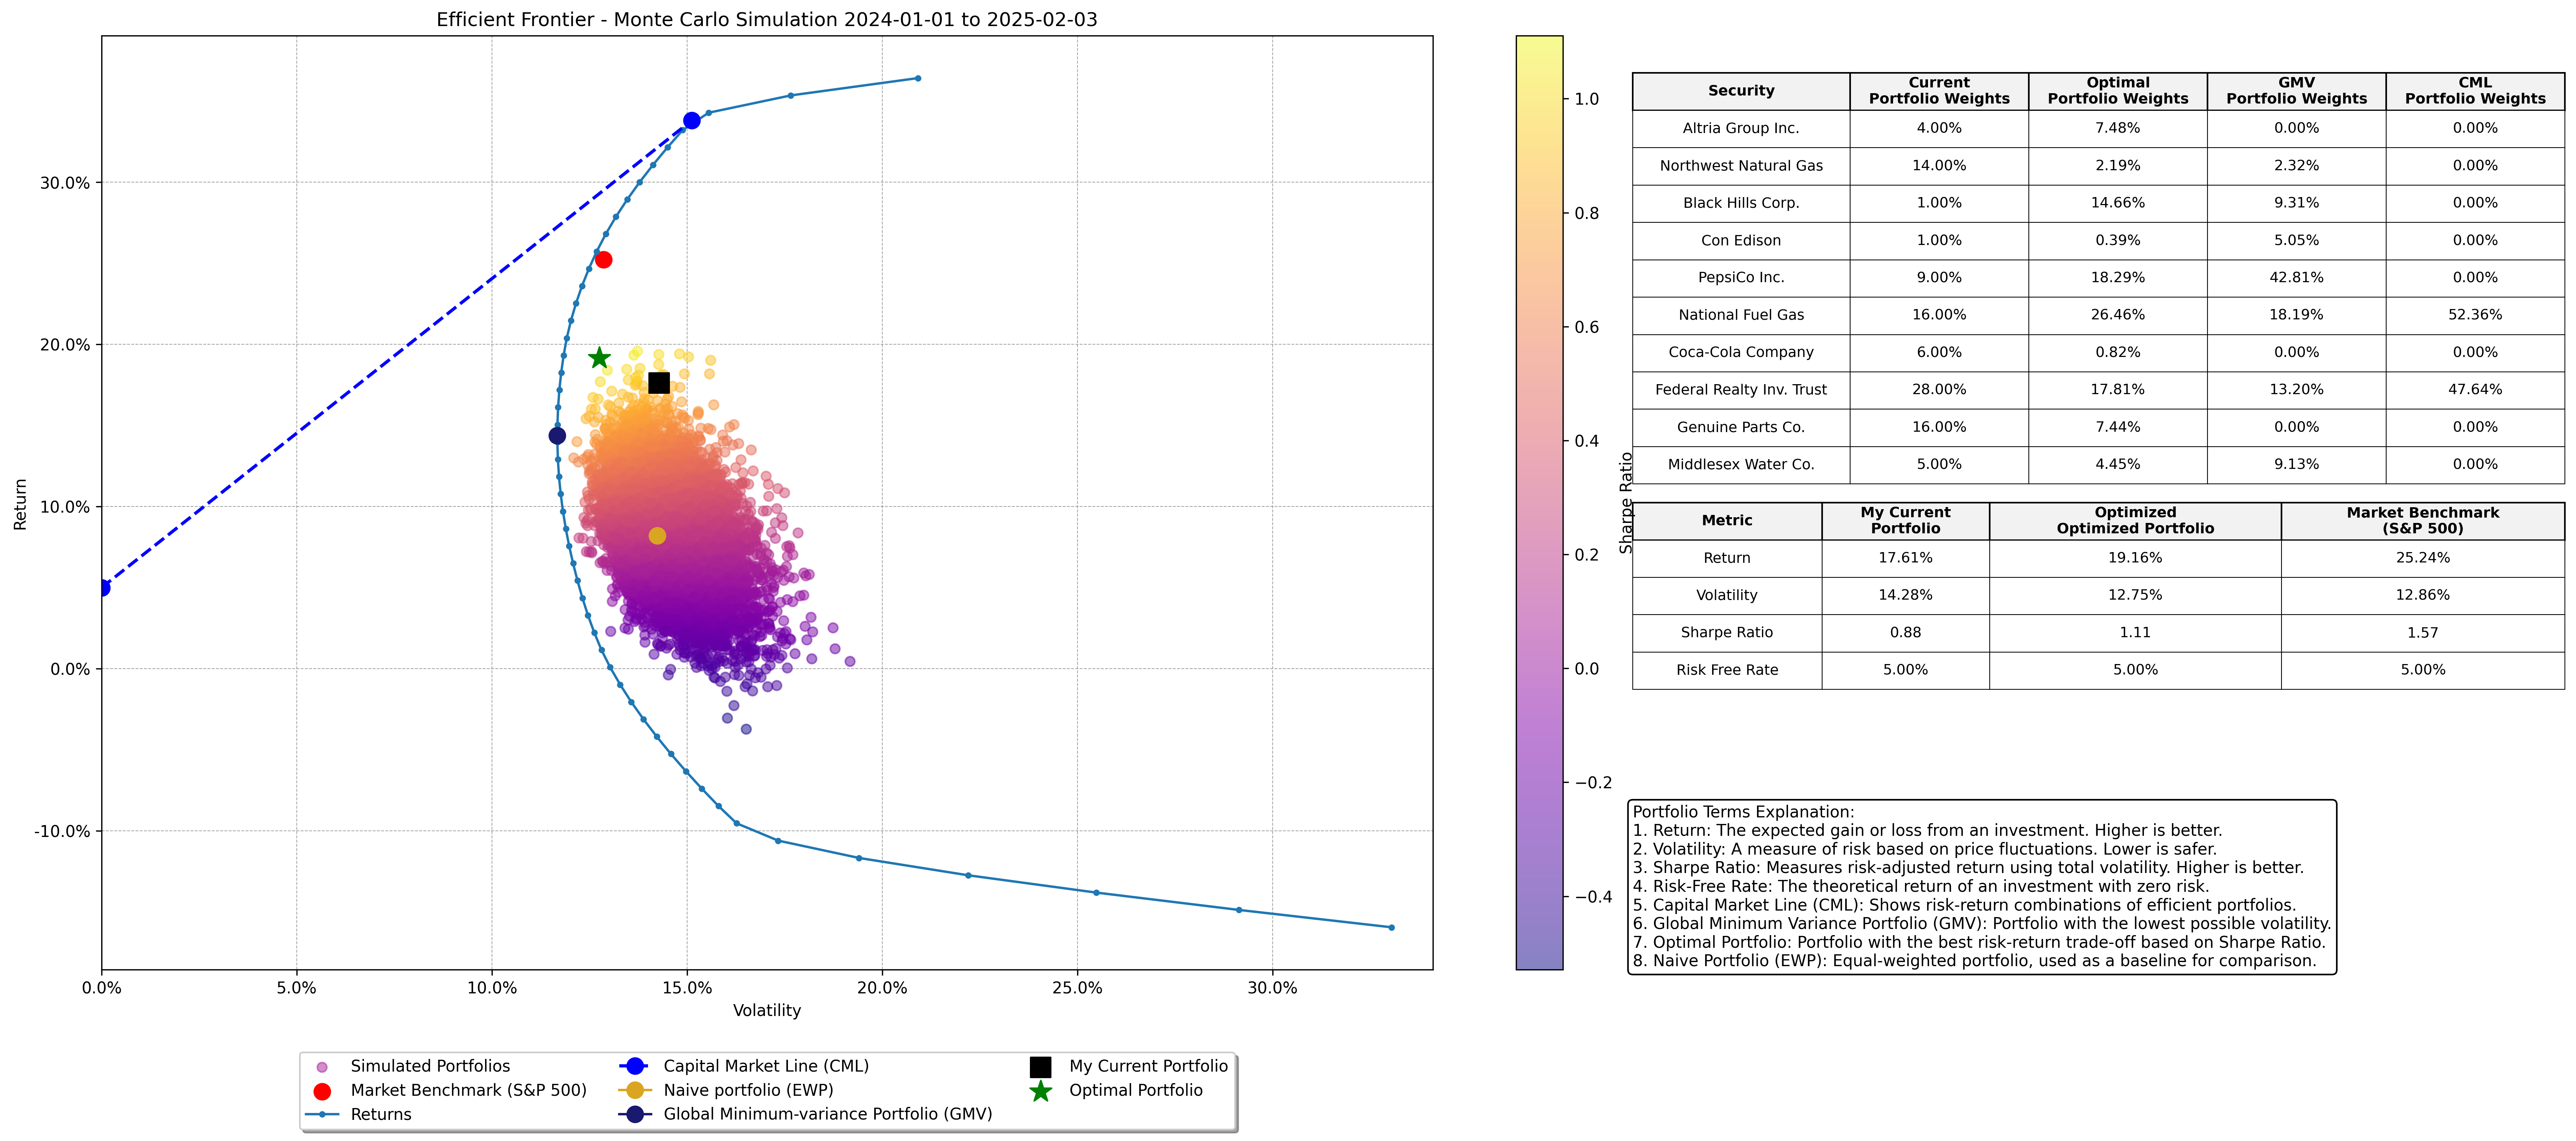 Efficient Frontier - Monte Carlo Simulation 2024-01-01 to 2025-02-03
Return
30.0%
20.0%
10.0%
0.0%
-10.0%
0.0% 5.0% 10.0% 15.0% 20.0% 25.0% 30.0%
Volatility
Simulated Portfolios
Market Benchmark (S&P 500)
Returns
Capital Market Line (CML)
Naive portfolio (EWP)
Global Minimum-variance Portfolio (GMV)
My Current Portfolio
Optimal Portfolio
1.0
0.8
0.6
0.4
0.2
0.0
−0.2
−0.4
Sharpe Ratio
Security Current Portfolio Weights Optimal Portfolio Weights GMV Portfolio Weights CML Portfolio Weights
Altria Group Inc. 4.00% 7.48% 0.00% 0.00%
Northwest Natural Gas 14.00% 2.19% 2.32% 0.00%
Black Hills Corp. 1.00% 14.66% 9.31% 0.00%
Con Edison 1.00% 0.39% 5.05% 0.00%
PepsiCo Inc. 9.00% 18.29% 42.81% 0.00%
National Fuel Gas 16.00% 26.46% 18.19% 52.36%
Coca-Cola Company 6.00% 0.82% 0.00% 0.00%
Federal Realty Inv. Trust 28.00% 17.81% 13.20% 47.64%
Genuine Parts Co. 16.00% 7.44% 0.00% 0.00%
Middlesex Water Co. 5.00% 4.45% 9.13% 0.00%
Metric My Current Portfolio Optimized Optimized Portfolio Market Benchmark (S&P 500)
Return 17.61% 19.16% 25.24%
Volatility 14.28% 12.75% 12.86%
Sharpe Ratio 0.88 1.11 1.57
Risk Free Rate 5.00% 5.00% 5.00%
Portfolio Terms Explanation:
1. Return: The expected gain or loss from an investment. Higher is better.
2. Volatility: A measure of risk based on price fluctuations. Lower is safer.
3. Sharpe Ratio: Measures risk-adjusted return using total volatility. Higher is better.
4. Risk-Free Rate: The theoretical return of an investment with zero risk.
5. Capital Market Line (CML): Shows risk-return combinations of efficient portfolios.
6. Global Minimum Variance Portfolio (GMV): Portfolio with the lowest possible volatility.
7. Optimal Portfolio: Portfolio with the best risk-return trade-off based on Sharpe Ratio.
8. Naive Portfolio (EWP): Equal-weighted portfolio, used as a baseline for comparison.